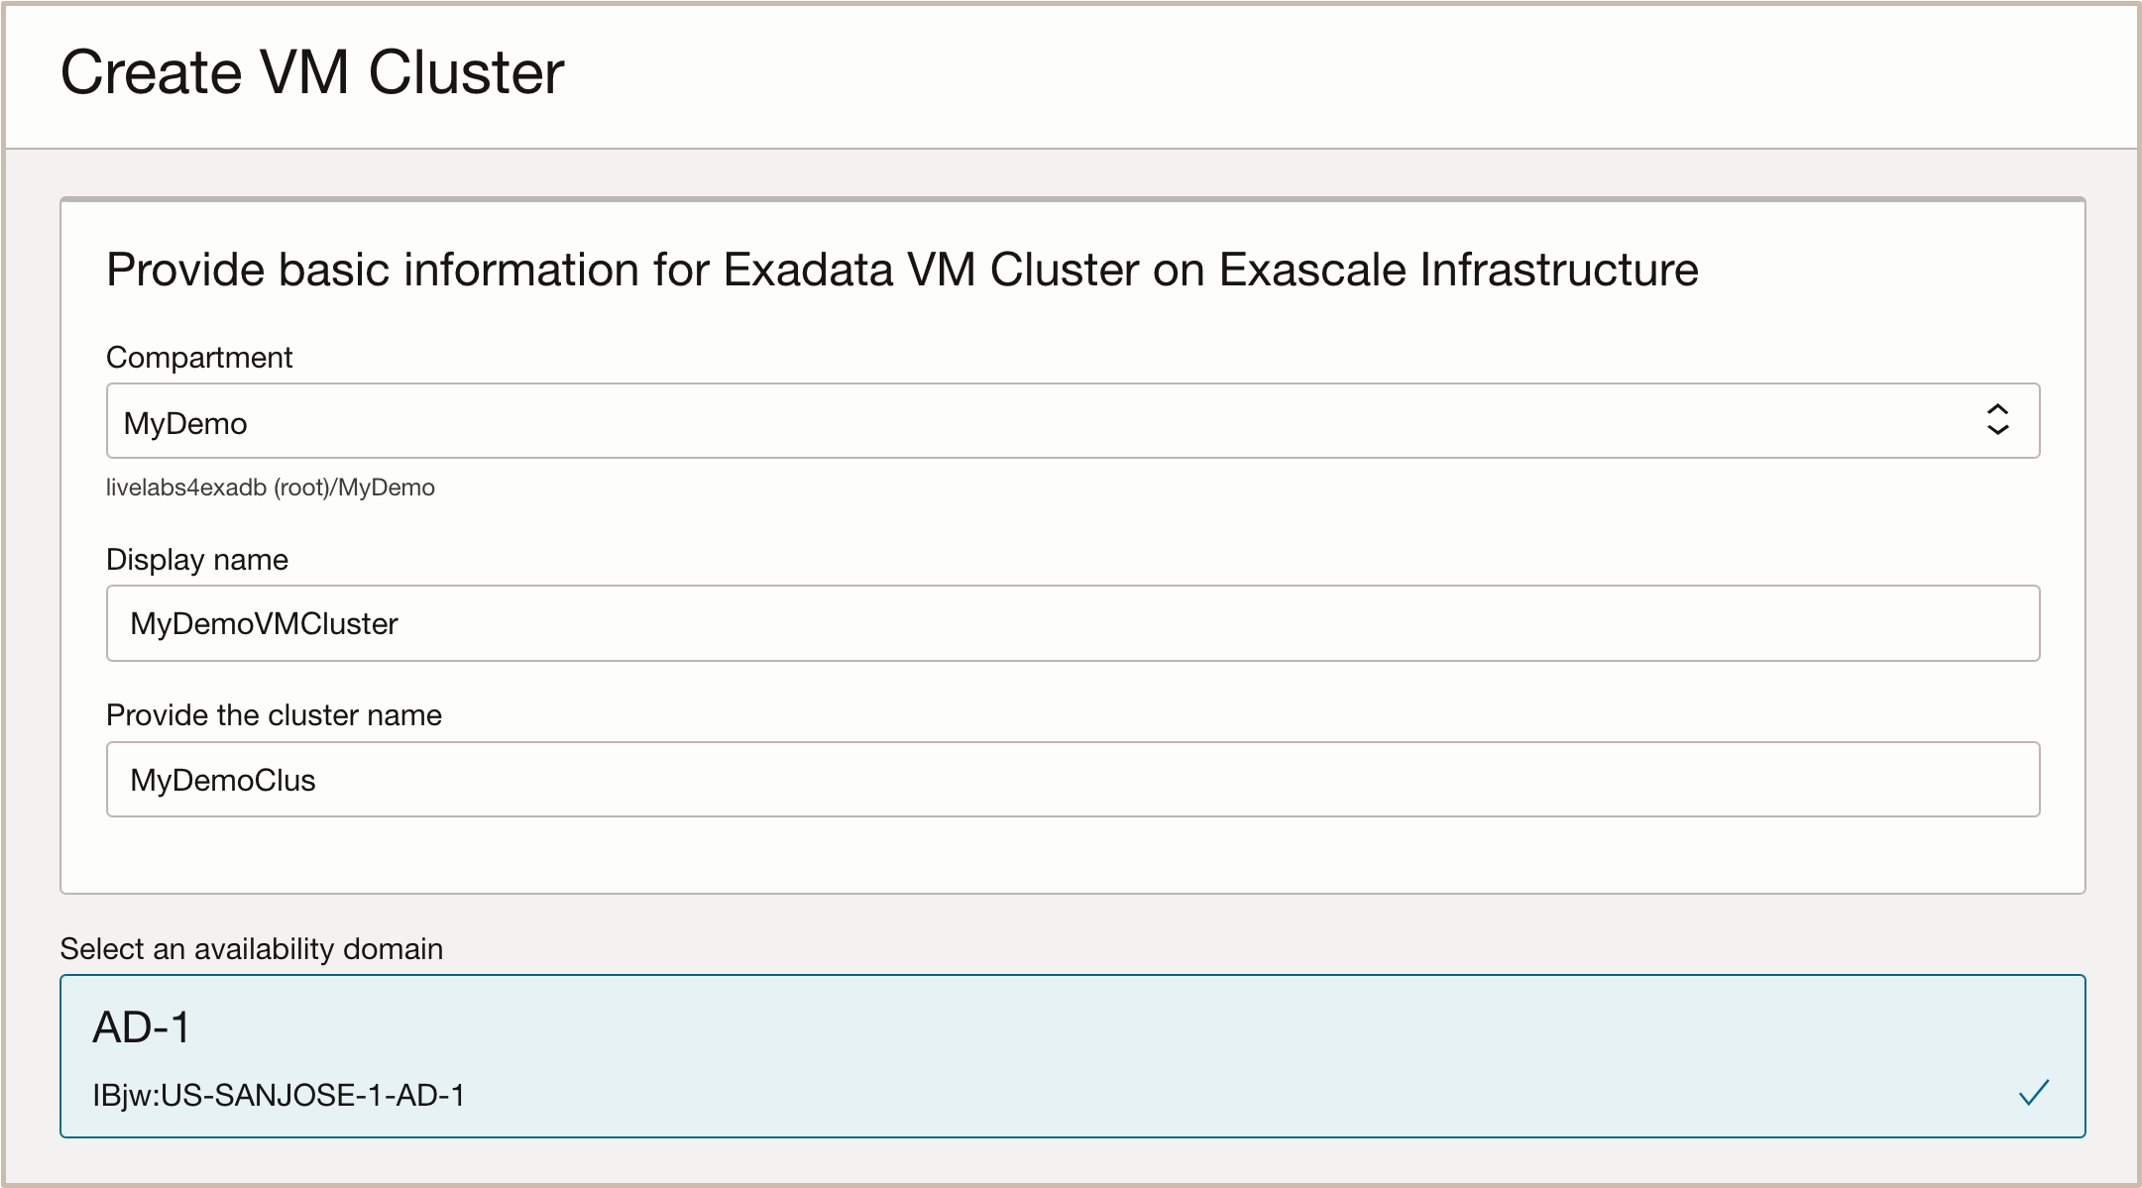 Create VM Cluster
Provide basic information for Exadata VM Cluster on Exascale Infrastructure
Compartment
MyDemo
livelabs4exadb (root)/MyDemo
Display name
MyDemoVMCluster
Provide the cluster name
MyDemoClus
Select an availability domain
AD-1
IBjw:US-SANJOSE-1-AD-1